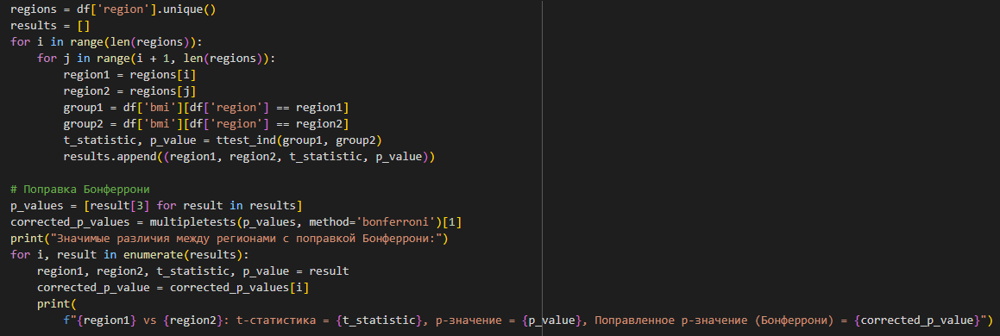 regions = df['region'].unique()
results = []
for i in range(len(regions)):
    for j in range(i + 1, len(regions)):
        region1 = regions[i]
        region2 = regions[j]
        group1 = df['bmi'][df['region'] == region1]
        group2 = df['bmi'][df['region'] == region2]
        t_statistic, p_value = ttest_ind(group1, group2)
        results.append((region1, region2, t_statistic, p_value))

# Поправка Бонферрони
p_values = [result[3] for result in results]
corrected_p_values = multipletests(p_values, method='bonferroni')[1]
print("Значимые различия между регионами с поправкой Бонферрони:")
for i, result in enumerate(results):
    region1, region2, t_statistic, p_value = result
    corrected_p_value = corrected_p_values[i]
    print(
        f"{region1} vs {region2}: t-статистика = {t_statistic}, p-значение = {p_value}, Поправленное p-значение (Бонферрони) = {corrected_p_value}")